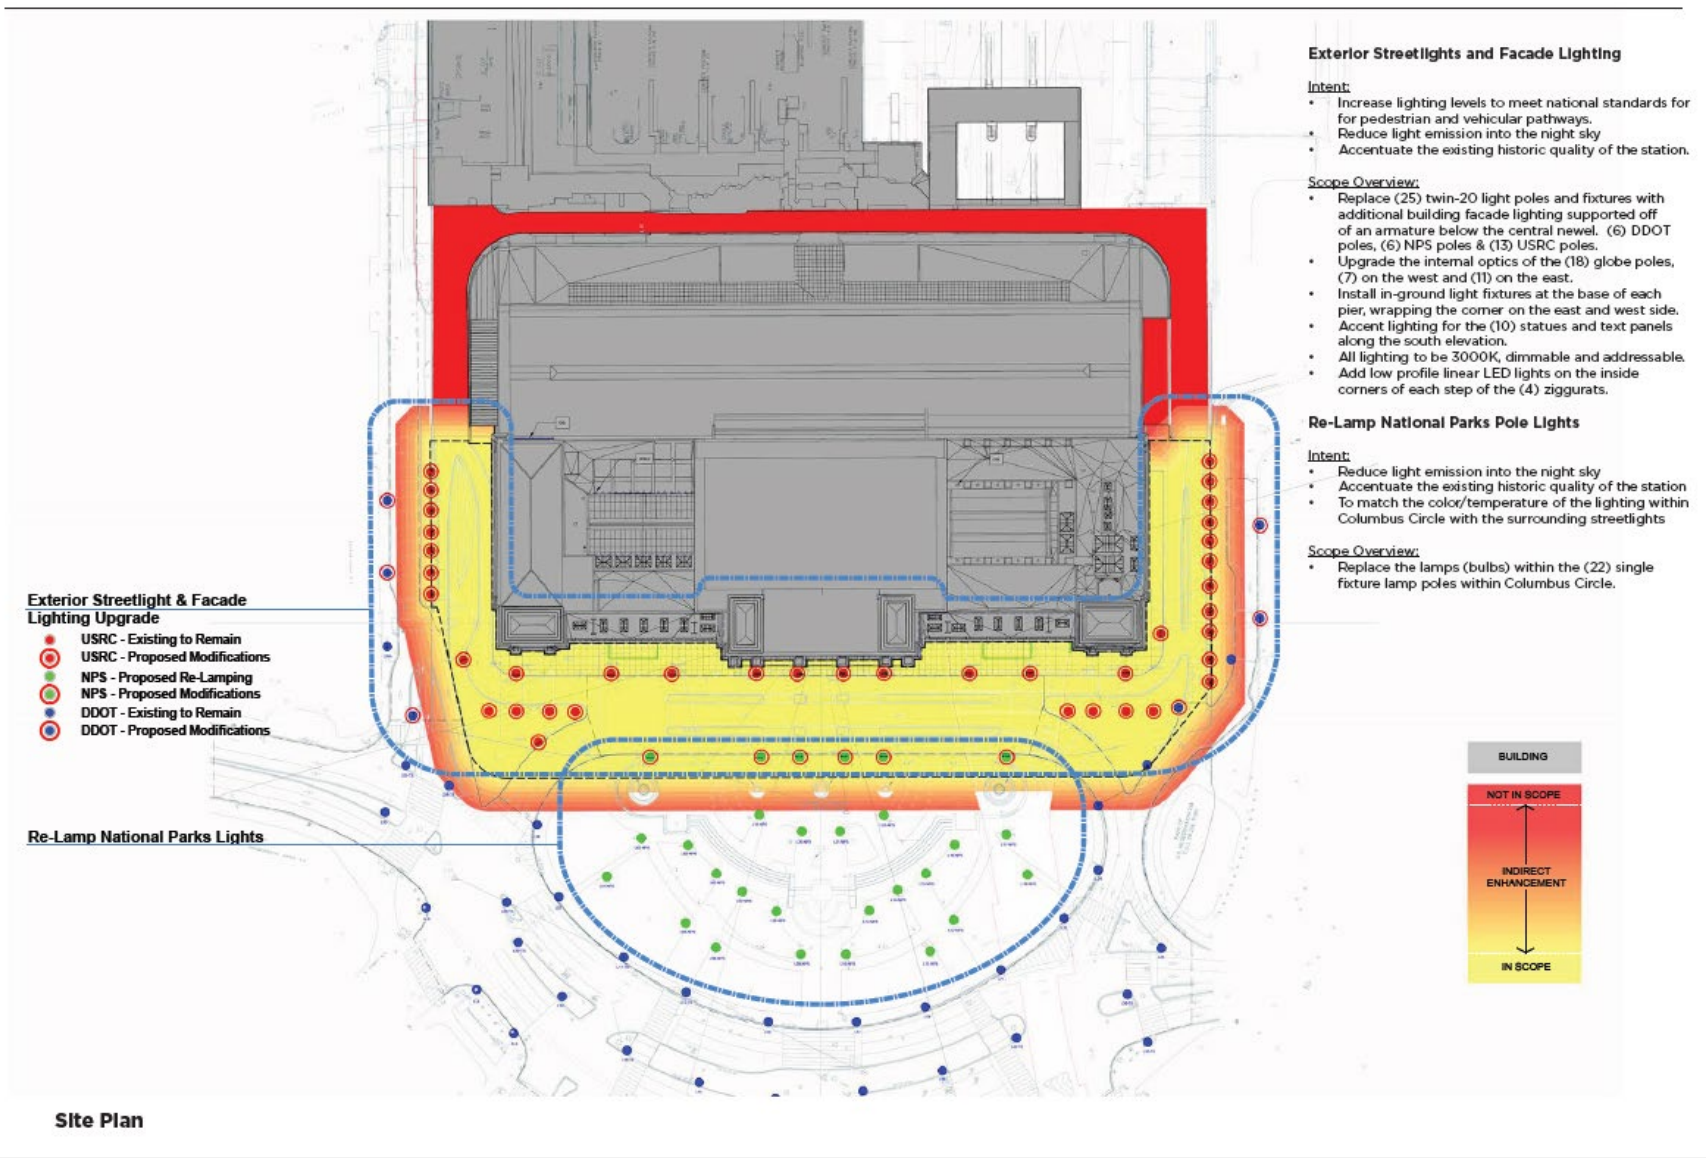 Exterior Streetlights and Facade Lighting
Intent:
• Increase lighting levels to meet national standards for
for pedestrian and vehicular pathways.
• Reduce light emission into the night sky
• Accentuate the existing historic quality of the station.
Scope Overview:
• Replace (25) twin-20 light poles and fixtures with
additional building facade lighting supported off
of an armature below the central newel. (6) DDOT
poles, (6) NPS poles & (13) USRC poles.
• Upgrade the internal optics of the (18) globe poles,
(7) on the west and (11) on the east.
• Install in-ground light fixtures at the base of each
pier, wrapping the corner on the east and west side.
• Accent lighting for the (10) statues and text panels
along the south elevation.
• All lighting to be 3000K, dimmable and addressable.
• Add low profile linear LED lights on the inside
corners of each step of the (4) ziggurats.
Re-Lamp National Parks Pole Lights
Intent:
• Reduce light emission into the night sky
• Accentuate the existing historic quality of the station
• To match the color/temperature of the lighting within
Columbus Circle with the surrounding streetlights
Scope Overview:
• Replace the lamps (bulbs) within the (22) single
fixture lamp poles within Columbus Circle.
Exterior Streetlight & Facade
Lighting Upgrade
USRC - Existing to Remain
USRC - Proposed Modifications
NPS - Proposed Re-Lamping
NPS - Proposed Modifications
DDOT - Existing to Remain
DDOT - Proposed Modifications
Re-Lamp National Parks Lights
BUILDING
NOT IN SCOPE
INDIRECT
ENHANCEMENT
IN SCOPE
Site Plan